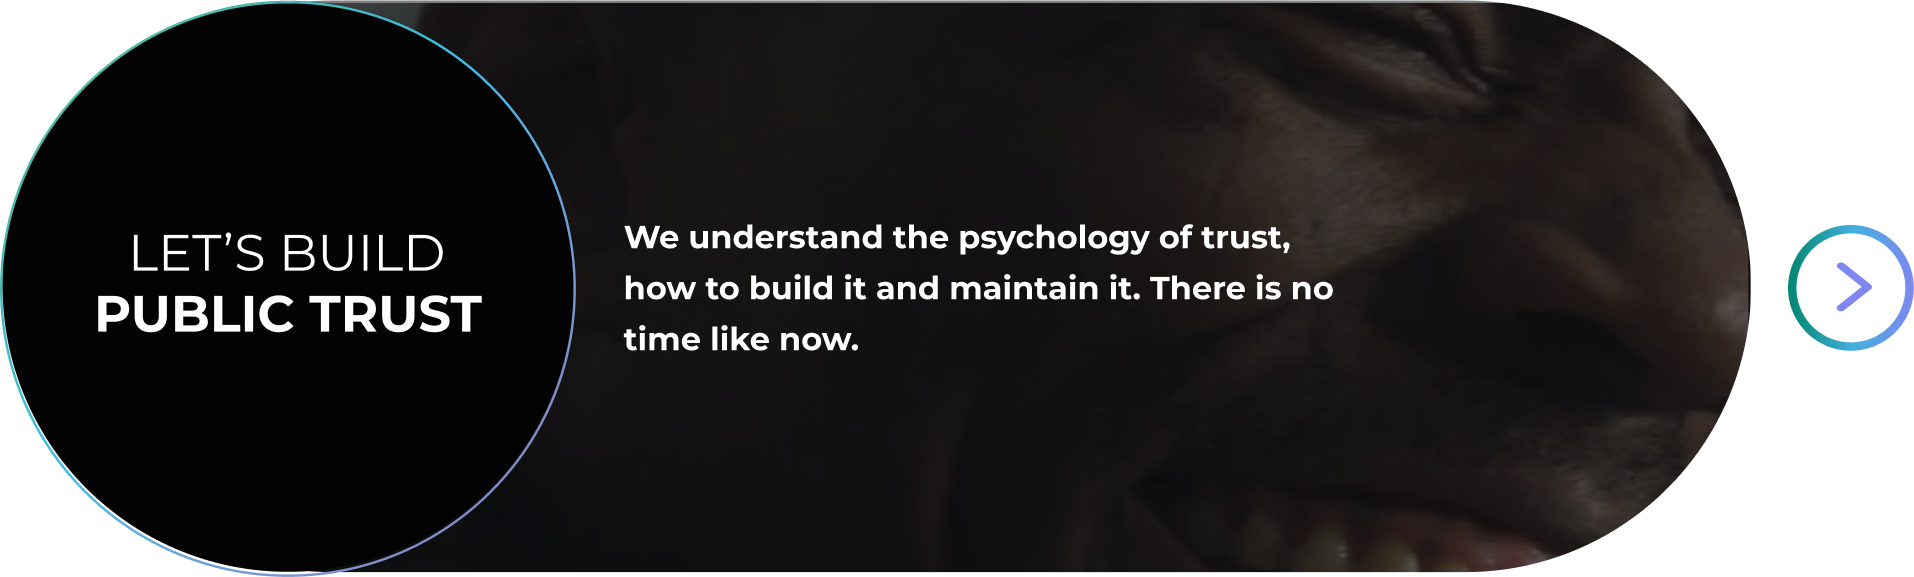 LET’S BUILD
PUBLIC TRUST
We understand the psychology of trust,
how to build it and maintain it. There is no
time like now.